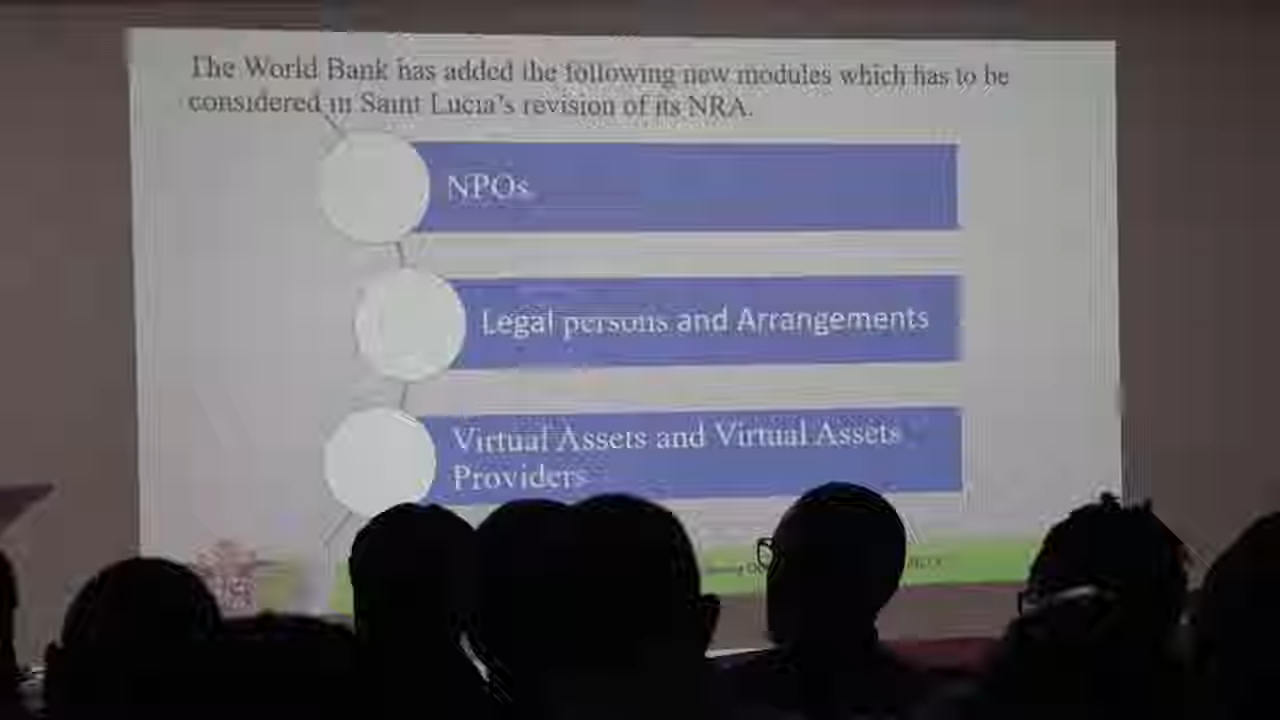 The World Bank has added the following new modules which has to be
considered in Saint Lucia's revision of its NRA.
NPOs
Legal persons and Arrangements
Virtual Assets and Virtual Assets
Providers